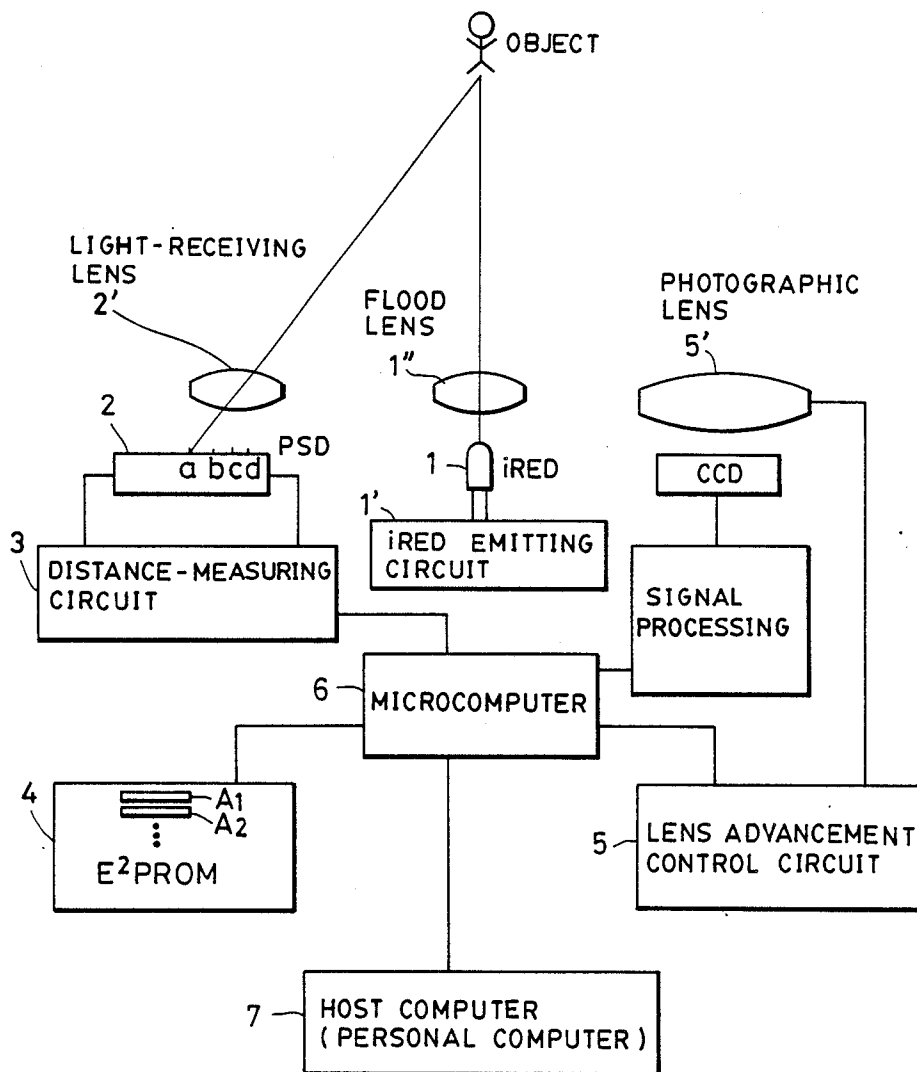 OBJECT
LIGHT-RECEIVING
LENS
2'
FLOOD
LENS
1"
PHOTOGRAPHIC
LENS
5'
2
a b c d
PSD
1
iRED
CCD
1'
iRED EMITTING
CIRCUIT
3
DISTANCE-MEASURING
CIRCUIT
SIGNAL
PROCESSING
6
MICROCOMPUTER
4
A1
A2
E²PROM
5
LENS ADVANCEMENT
CONTROL CIRCUIT
7
HOST COMPUTER
(PERSONAL COMPUTER)